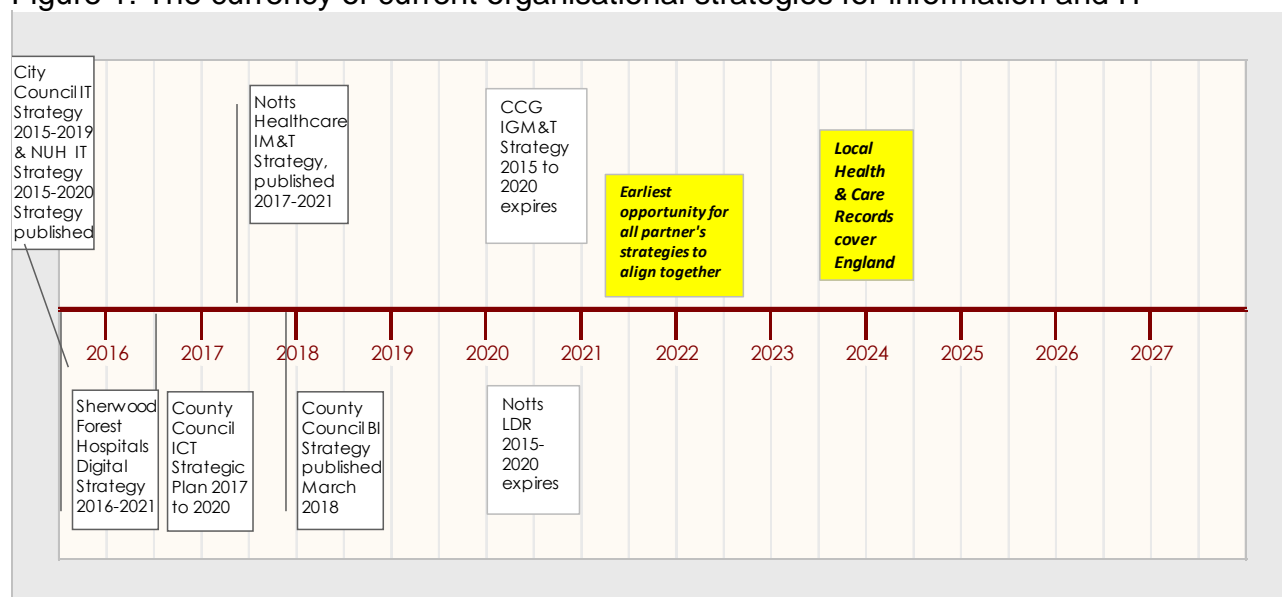 Figure 1: The currency of current organisational strategies for information and IT
City
Council IT
Strategy
2015-2019
& NUH IT
Strategy
2015-2020
Strategy
published
Notts
Healthcare
IM&T
Strategy,
published
2017-2021
CCG
IGM&T
Strategy
2015 to
2020
expires
Earliest
opportunity for
all partner's
strategies to
align together
Local
Health
& Care
Records
cover
England
2016 2017 2018 2019 2020 2021 2022 2023 2024 2025 2026 2027
Sherwood
Forest
Hospitals
Digital
Strategy
2016-2021
County
Council
ICT
Strategic
Plan 2017
to 2020
County
Council BI
Strategy
published
March
2018
Notts
LDR
2015-
2020
expires